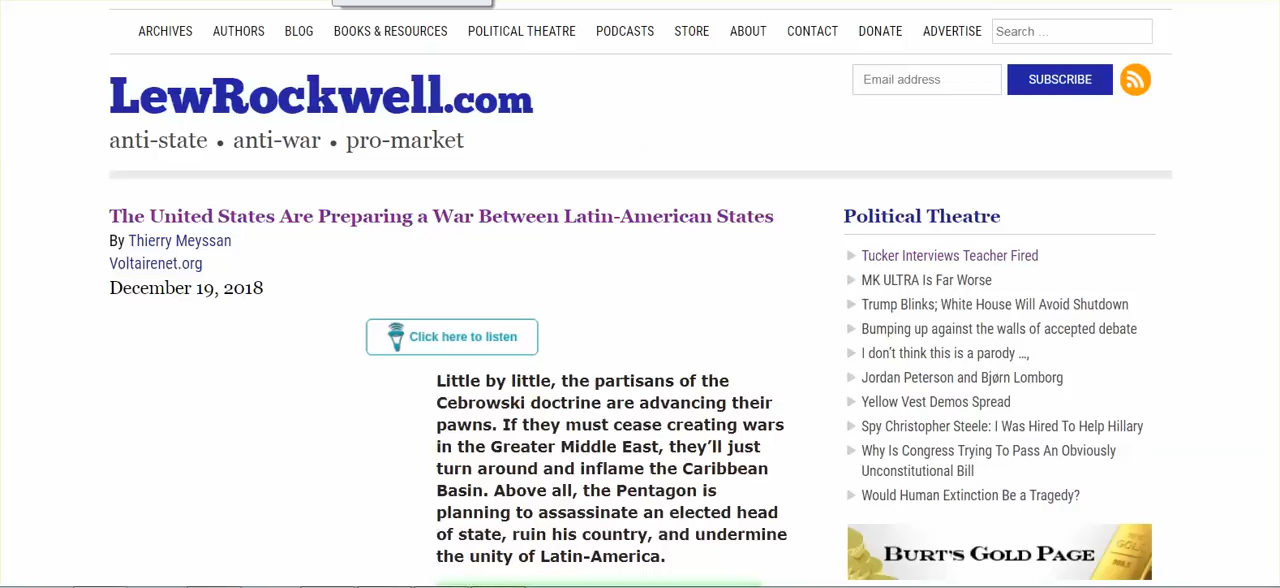 ARCHIVES AUTHORS BLOG BOOKS & RESOURCES POLITICAL THEATRE PODCASTS STORE ABOUT CONTACT DONATE ADVERTISE Search ...
LewRockwell.com
anti-state • anti-war • pro-market
Email address SUBSCRIBE
The United States Are Preparing a War Between Latin-American States
By Thierry Meyssan
Voltairenet.org
December 19, 2018
Click here to listen
Little by little, the partisans of the
Cebrowski doctrine are advancing their
pawns. If they must cease creating wars
in the Greater Middle East, they’ll just
turn around and inflame the Caribbean
Basin. Above all, the Pentagon is
planning to assassinate an elected head
of state, ruin his country, and undermine
the unity of Latin-America.
Political Theatre
Tucker Interviews Teacher Fired
MK ULTRA Is Far Worse
Trump Blinks; White House Will Avoid Shutdown
Bumping up against the walls of accepted debate
I don’t think this is a parody ...,
Jordan Peterson and Bjørn Lomborg
Yellow Vest Demos Spread
Spy Christopher Steele: I Was Hired To Help Hillary
Why Is Congress Trying To Pass An Obviously
Unconstitutional Bill
Would Human Extinction Be a Tragedy?
BURT'S GOLD PAGE